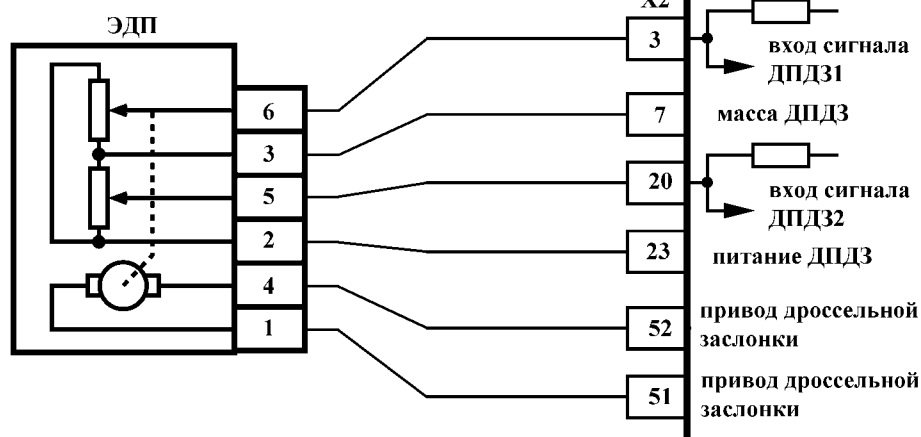 X2
ЭДП
6
3
5
2
4
1
3
вход сигнала
ДПДЗ1
7
масса ДПДЗ
20
вход сигнала
ДПДЗ2
23
питание ДПДЗ
52
привод дроссельной
заслонки
51
привод дроссельной
заслонки